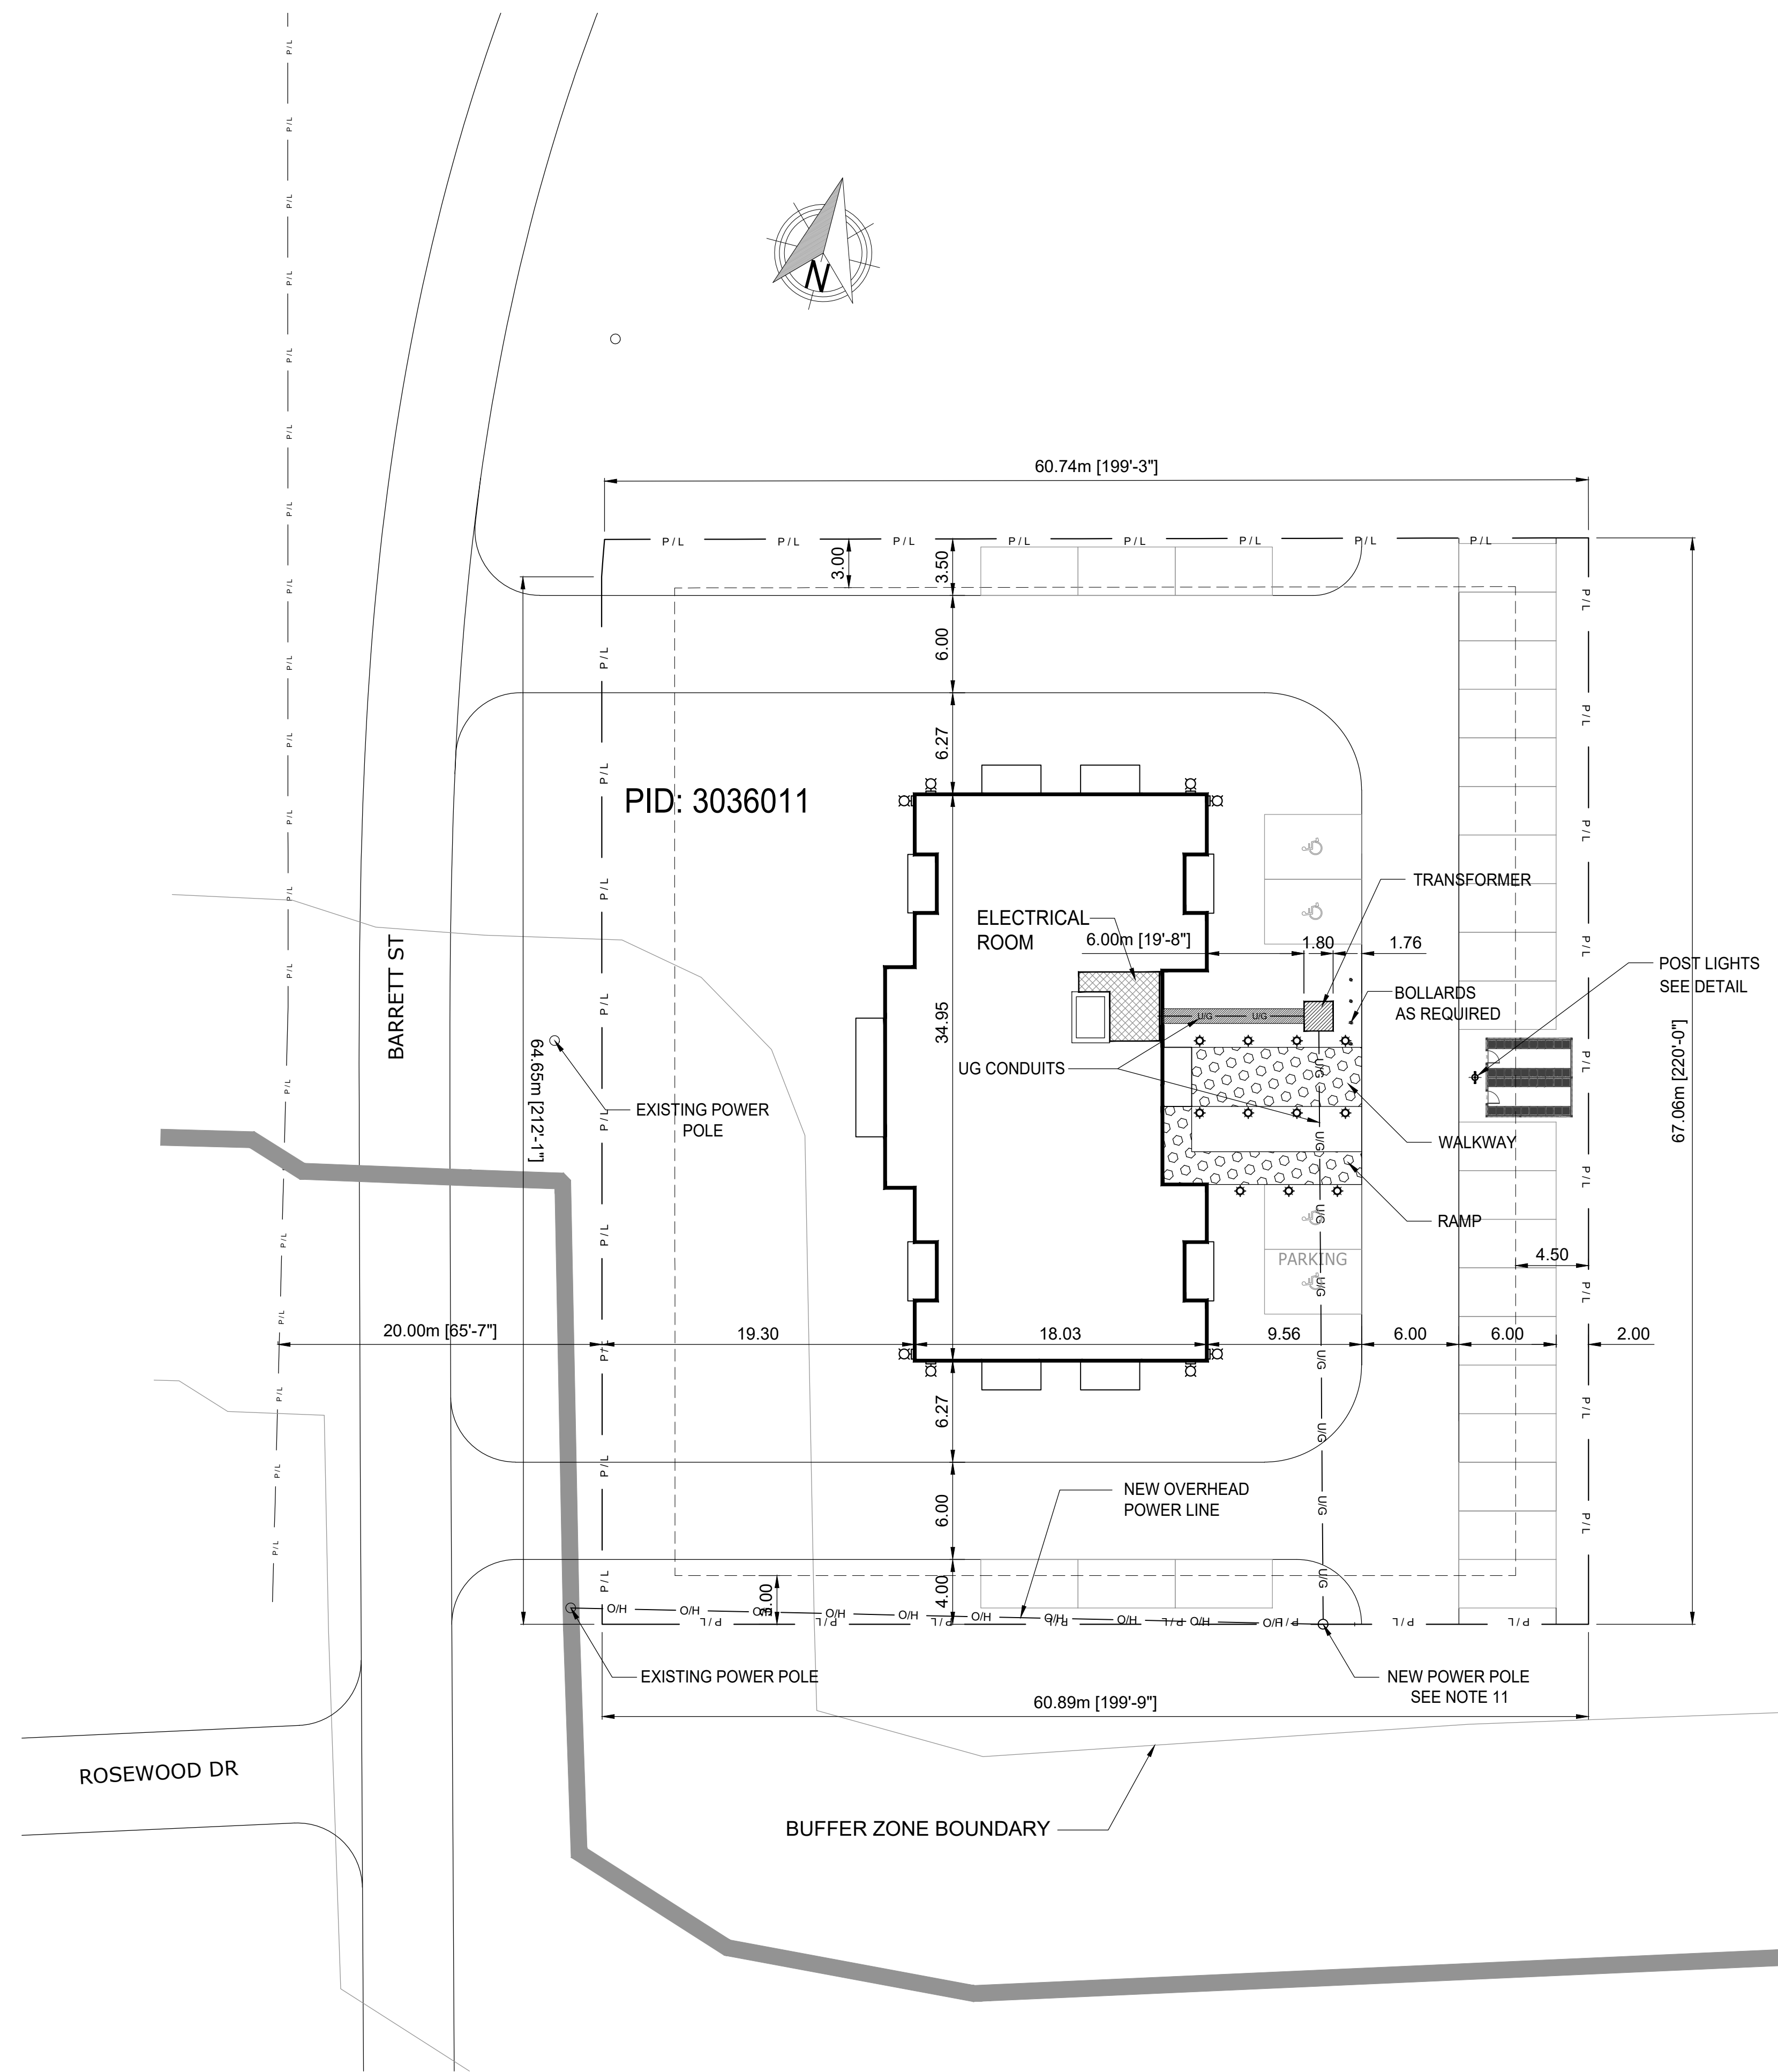 N
60.74m [199'-3"]
P / L P / L P / L P / L P / L P / L P / L P / L
3.00
3.50
6.00
6.27
PID: 3036011
TRANSFORMER
ELECTRICAL
ROOM
6.00m [19'-8"]
1.80
1.76
POST LIGHTS
SEE DETAIL
BOLLARDS
AS REQUIRED
U/G U/G
BARRETT ST
34.95
64.65m [212'-1"]
67.06m [220'-0"]
UG CONDUITS
EXISTING POWER
POLE
WALKWAY
RAMP
PARKING
4.50
20.00m [65'-7"]
19.30
18.03
9.56
6.00
6.00
2.00
6.27
NEW OVERHEAD
POWER LINE
6.00
4.00
3.00
O/H O/H O/H O/H O/H O/H O/H O/H O/H O/H
P / L P / L P / L P / L P / L P / L P / L P / L
EXISTING POWER POLE
NEW POWER POLE
SEE NOTE 11
60.89m [199'-9"]
ROSEWOOD DR
BUFFER ZONE BOUNDARY